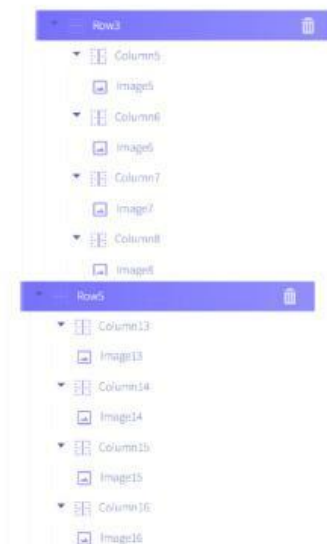 Row3
Column5
Image5
Column6
Image6
Column7
Image7
Column8
Image8
Row5
Column13
Image13
Column14
Image14
Column15
Image15
Column16
Image16